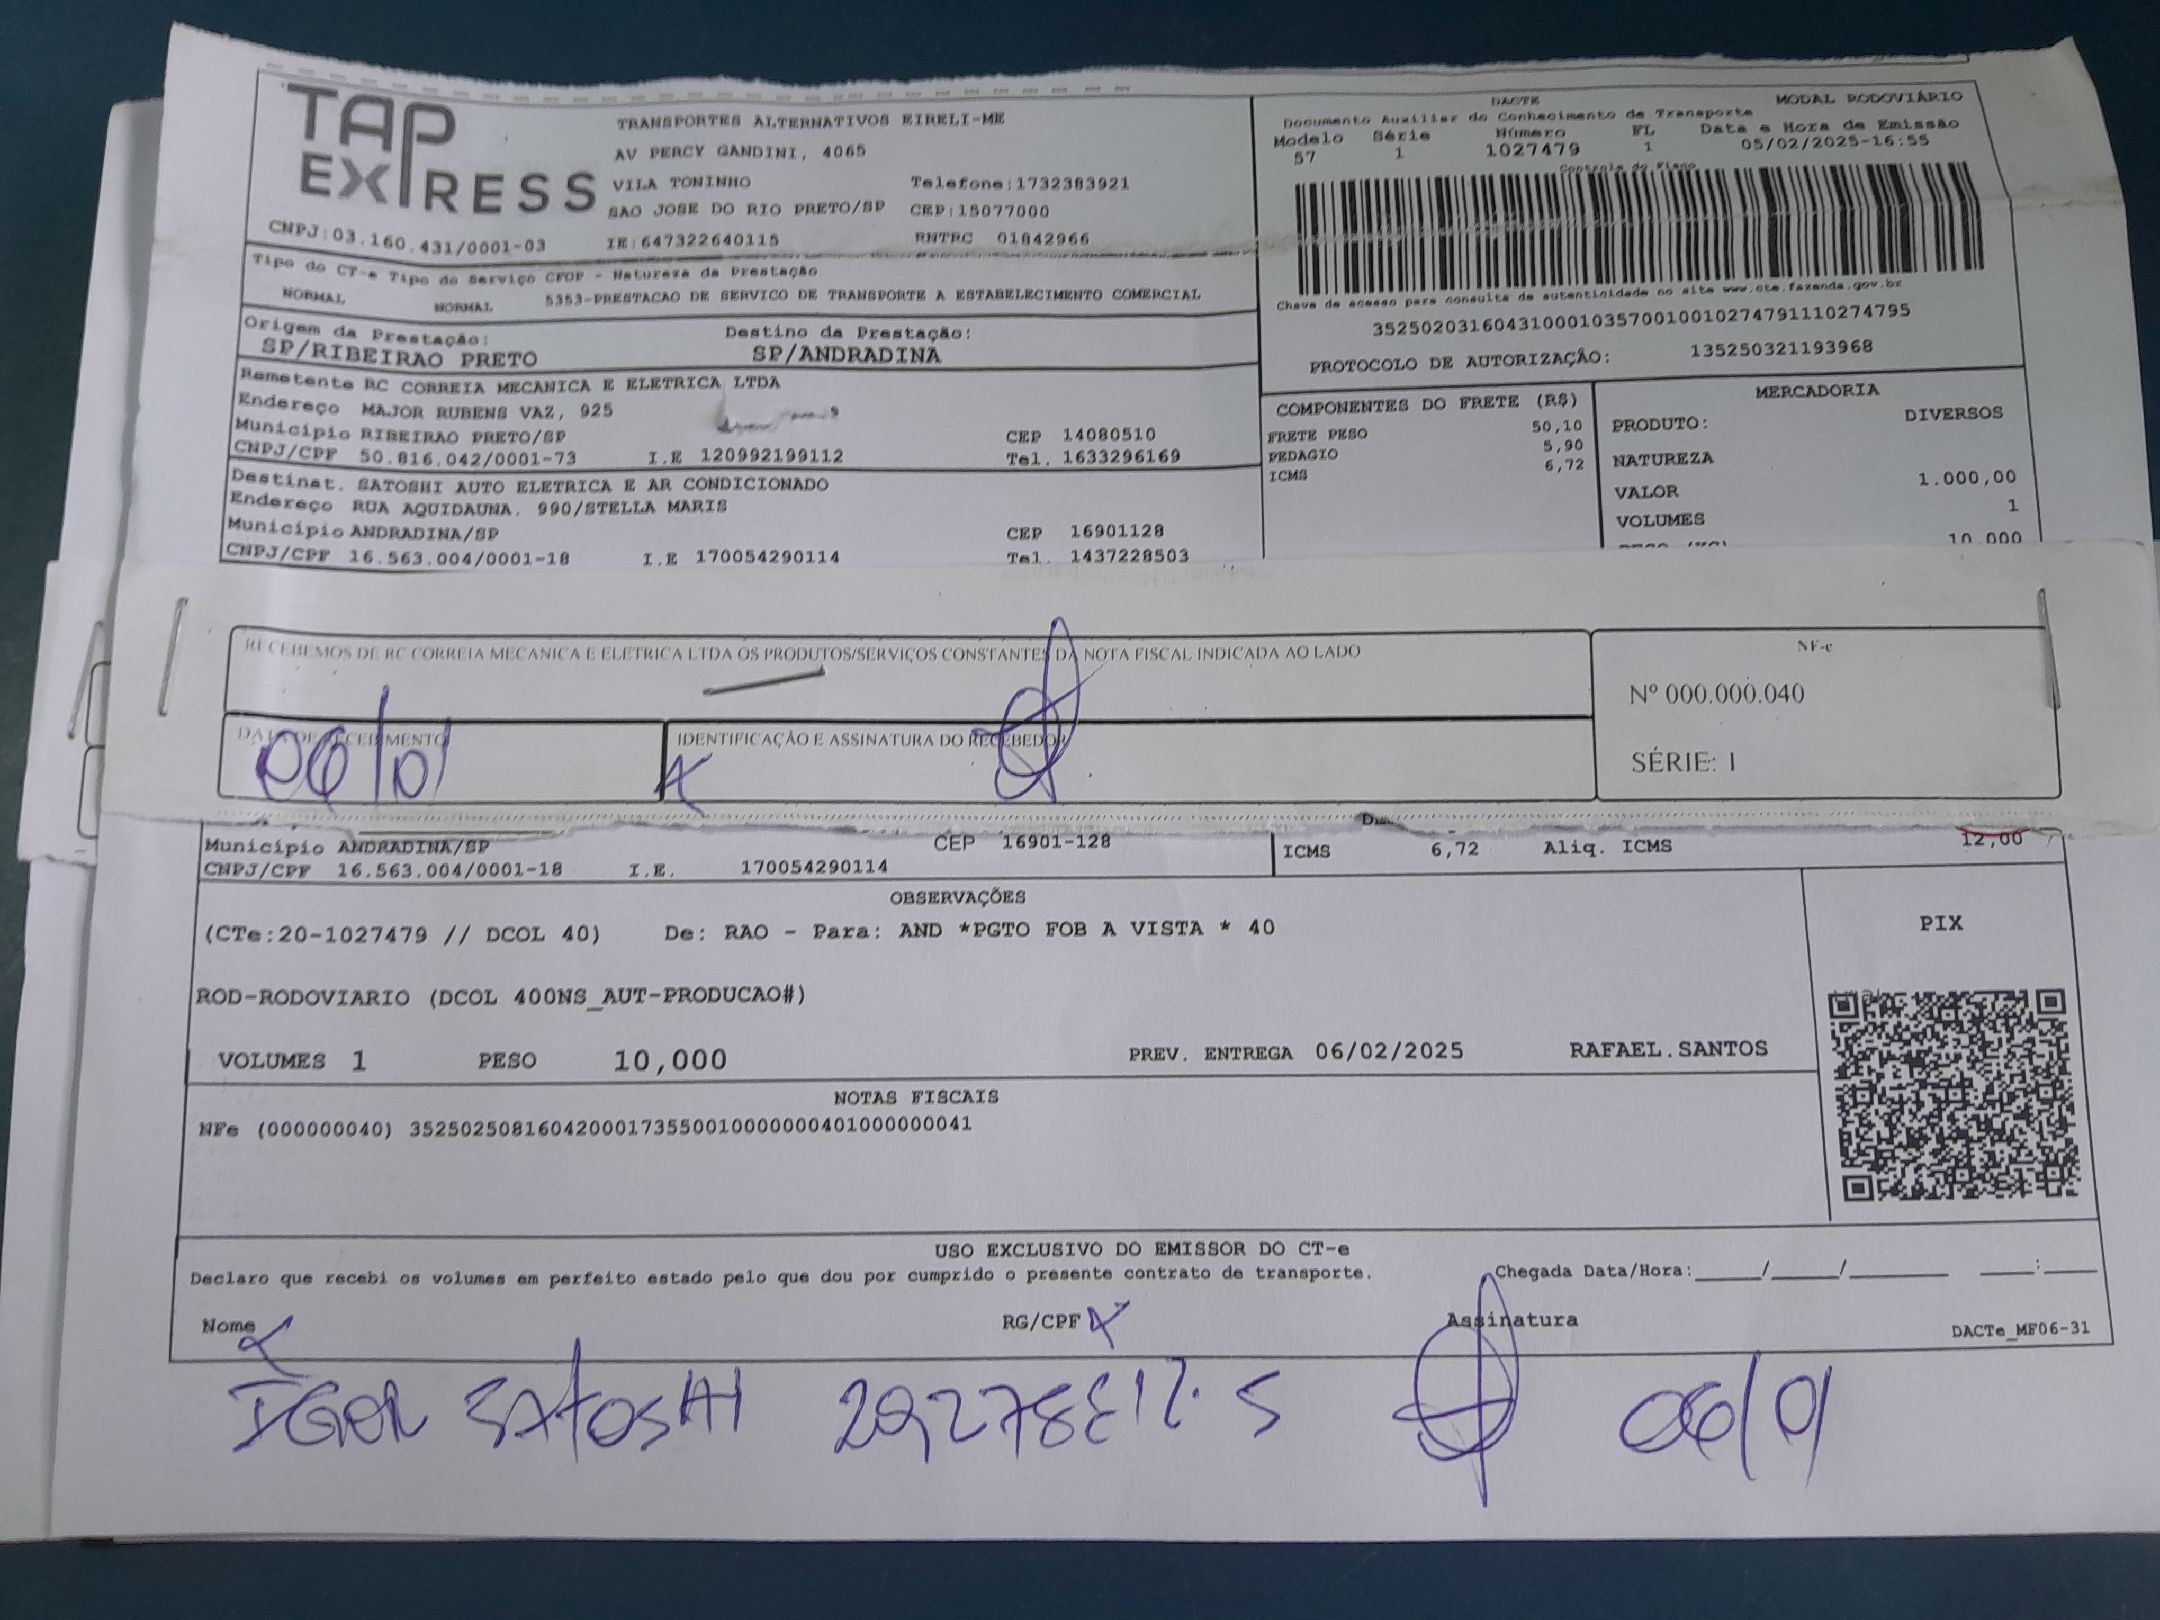 TAP EXPRESS
TRANSPORTES ALTERNATIVOS EIRELI-ME
AV PERCY GANDINI, 4065
VILA TONINHO Telefone:1732383921
SAO JOSE DO RIO PRETO/SP CEP:15077000
CNPJ:03.160.431/0001-03 IE:647322640115 RNTRC 01842966
DACTE MODAL RODOVIÁRIO
Documento Auxiliar do Conhecimento de Transporte
Modelo Série Número FL Data e Hora de Emissão
57 1 1027479 1 05/02/2025-16:55
Controle do Fisco
Chave de acesso para consulta de autenticidade no site www.cte.fazenda.gov.br
35250203160431000103570010010274791110274795
PROTOCOLO DE AUTORIZAÇÃO: 135250321193968
Tipo do CT-e Tipo do Serviço CFOP - Natureza da Prestação
NORMAL NORMAL 5353-PRESTACAO DE SERVICO DE TRANSPORTE A ESTABELECIMENTO COMERCIAL
Origem da Prestação: Destino da Prestação:
SP/RIBEIRAO PRETO SP/ANDRADINA
Remetente RC CORREIA MECANICA E ELETRICA LTDA
Endereço MAJOR RUBENS VAZ, 925
Município RIBEIRAO PRETO/SP CEP 14080510
CNPJ/CPF 50.816.042/0001-73 I.E 120992199112 Tel. 1633296169
Destinat. SATOSHI AUTO ELETRICA E AR CONDICIONADO
Endereço RUA AQUIDAUNA, 990/STELLA MARIS
Município ANDRADINA/SP CEP 16901128
CNPJ/CPF 16.563.004/0001-18 I.E 170054290114 Tel. 1437228503
COMPONENTES DO FRETE (R$)
FRETE PESO 50,10
PEDAGIO 5,90
ICMS 6,72
MERCADORIA
PRODUTO: DIVERSOS
NATUREZA
VALOR 1.000,00
VOLUMES 1
10,000
RECEBEMOS DE RC CORREIA MECANICA E ELETRICA LTDA OS PRODUTOS/SERVIÇOS CONSTANTES DA NOTA FISCAL INDICADA AO LADO
NF-e
Nº 000.000.040
SÉRIE: 1
DATA DE RECEBIMENTO IDENTIFICAÇÃO E ASSINATURA DO RECEBEDOR
06/01
Município ANDRADINA/SP CEP 16901-128
CNPJ/CPF 16.563.004/0001-18 I.E. 170054290114
ICMS 6,72 Aliq. ICMS 12,00
OBSERVAÇÕES
(CTe:20-1027479 // DCOL 40) De: RAO - Para: AND *PGTO FOB A VISTA * 40
ROD-RODOVIARIO (DCOL 400NS_AUT-PRODUCAO#)
VOLUMES 1 PESO 10,000 PREV. ENTREGA 06/02/2025 RAFAEL.SANTOS
PIX
NOTAS FISCAIS
NFe (000000040) 35250250816042000173550010000000401000000041
USO EXCLUSIVO DO EMISSOR DO CT-e
Declaro que recebi os volumes em perfeito estado pelo que dou por cumprido o presente contrato de transporte. Chegada Data/Hora:_____/_____/_______ ____:____
Nome RG/CPF Assinatura DACTe_MF06-31
IGOR SATOSHI 06/01